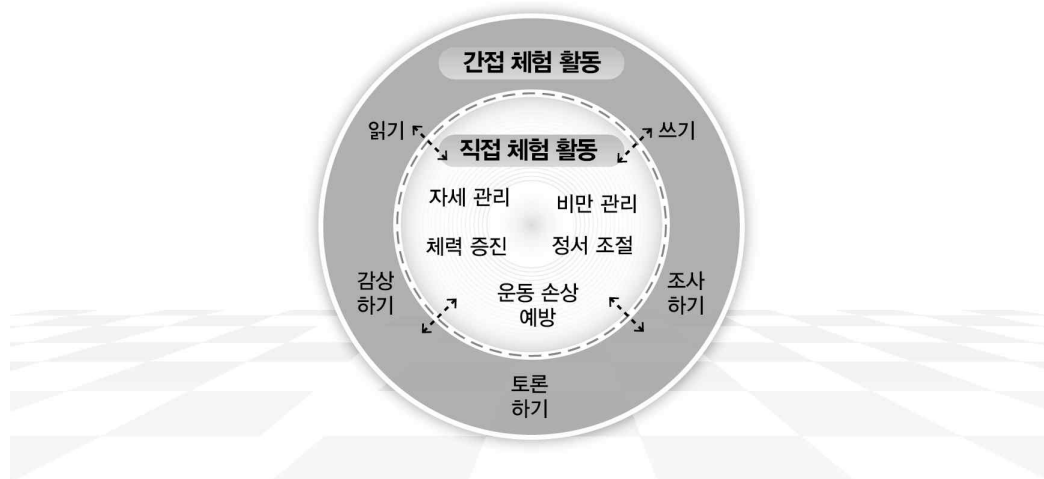 간접 체험 활동
읽기
쓰기
직접 체험 활동
자세 관리
비만 관리
체력 증진
정서 조절
감상
하기
운동 손상
예방
조사
하기
토론
하기